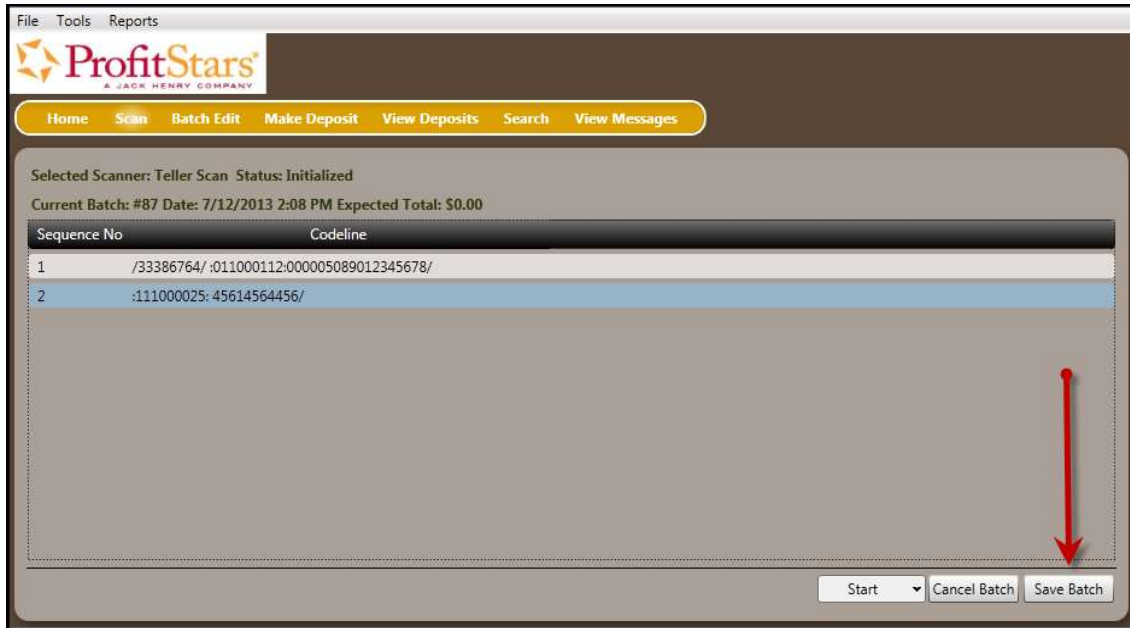 File Tools Reports
ProfitStars®
A JACK HENRY COMPANY
Home Scan Batch Edit Make Deposit View Deposits Search View Messages
Selected Scanner: Teller Scan Status: Initialized
Current Batch: #87 Date: 7/12/2013 2:08 PM Expected Total: $0.00
Sequence No Codeline
1 /33386764/ :011000112:000005089012345678/
2 :111000025: 45614564456/
Start Cancel Batch Save Batch